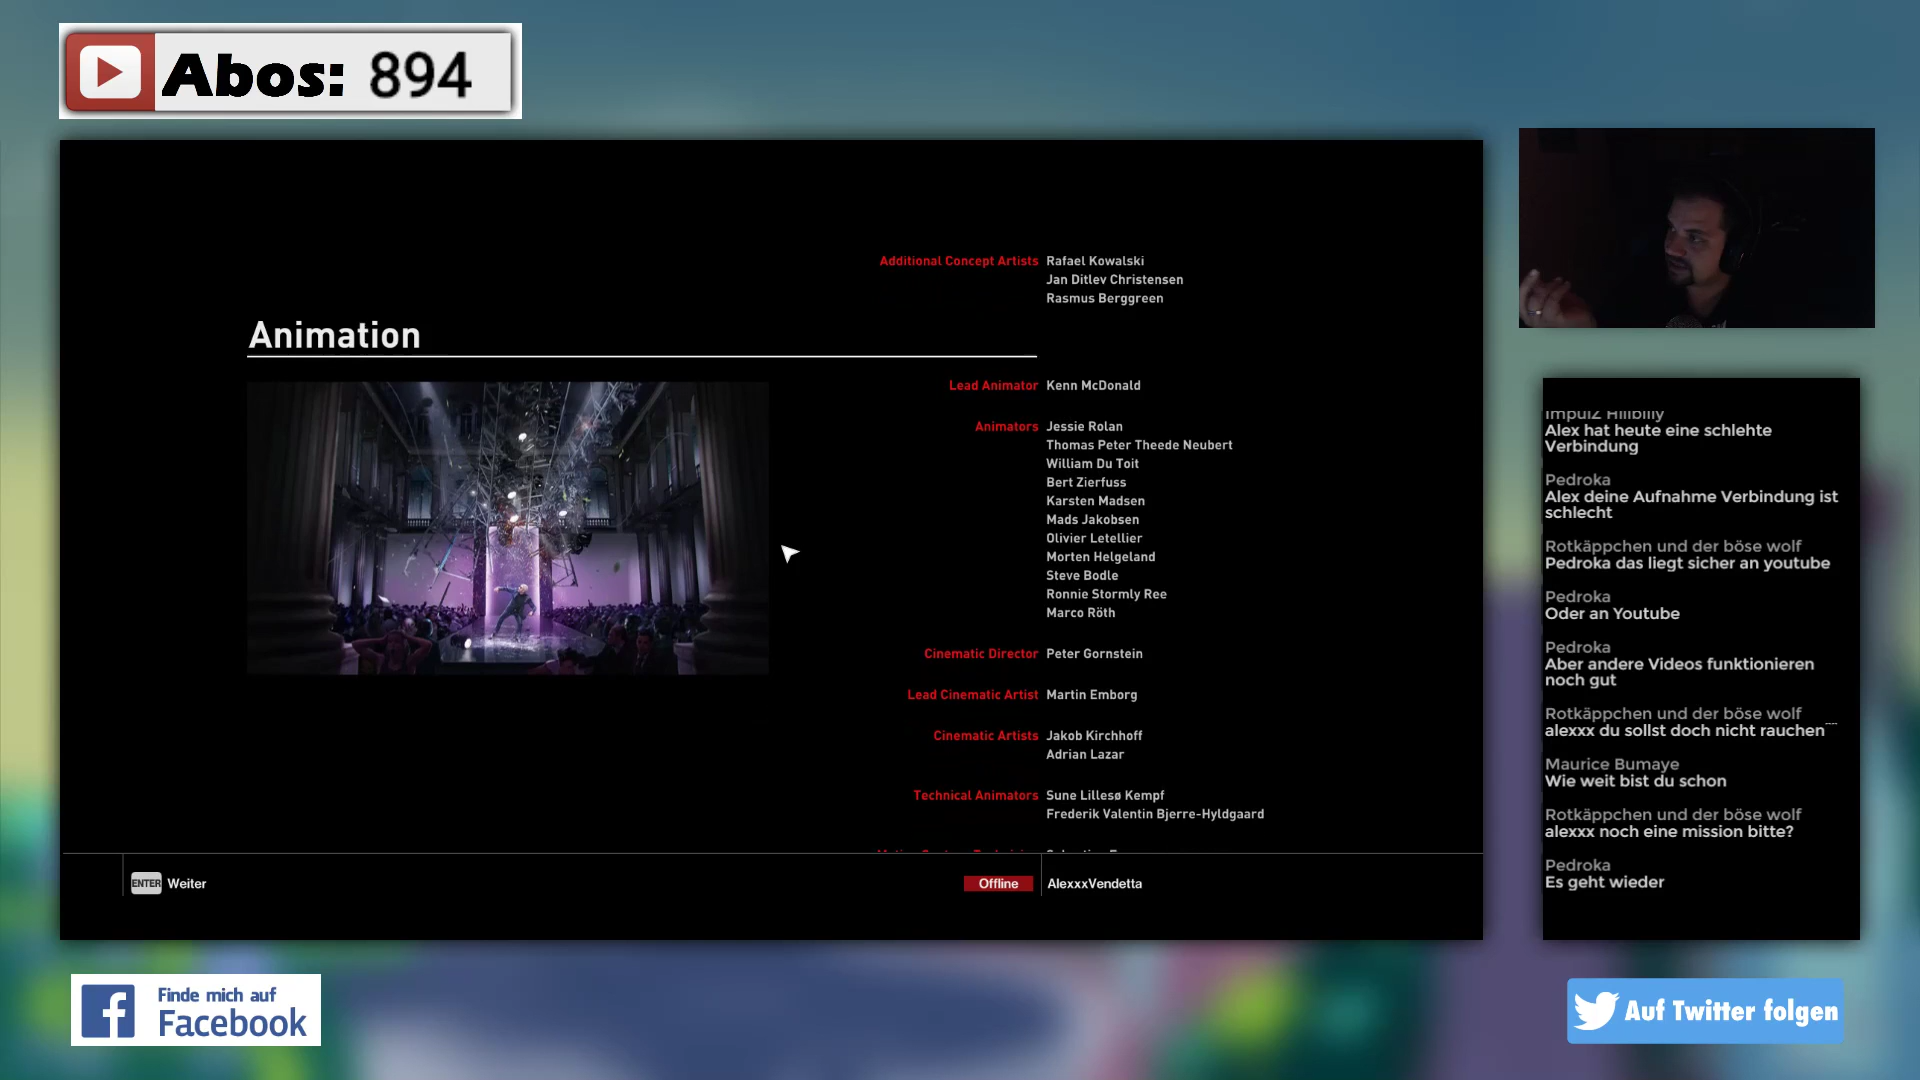 Abos: 894
Additional Concept Artists Rafael Kowalski
Jan Ditlev Christensen
Rasmus Berggreen
Animation
Lead Animator Kenn McDonald
Animators Jessie Rolan
Thomas Peter Theede Neubert
William Du Toit
Bert Zierfuss
Karsten Madsen
Mads Jakobsen
Olivier Letellier
Morten Helgeland
Steve Bodle
Ronnie Stormly Ree
Marco Röth
Cinematic Director Peter Gornstein
Lead Cinematic Artist Martin Emborg
Cinematic Artists Jakob Kirchhoff
Adrian Lazar
Technical Animators Sune Lillesø Kempf
Frederik Valentin Bjerre-Hyldgaard
ENTER Weiter
Offline AlexxxVendetta
Impulz Hillbilly
Alex hat heute eine schlehte
Verbindung
Pedroka
Alex deine Aufnahme Verbindung ist
schlecht
Rotkäppchen und der böse wolf
Pedroka das liegt sicher an youtube
Pedroka
Oder an Youtube
Pedroka
Aber andere Videos funktionieren
noch gut
Rotkäppchen und der böse wolf
alexxx du sollst doch nicht rauchen
Maurice Bumaye
Wie weit bist du schon
Rotkäppchen und der böse wolf
alexxx noch eine mission bitte?
Pedroka
Es geht wieder
Finde mich auf
Facebook
Auf Twitter folgen